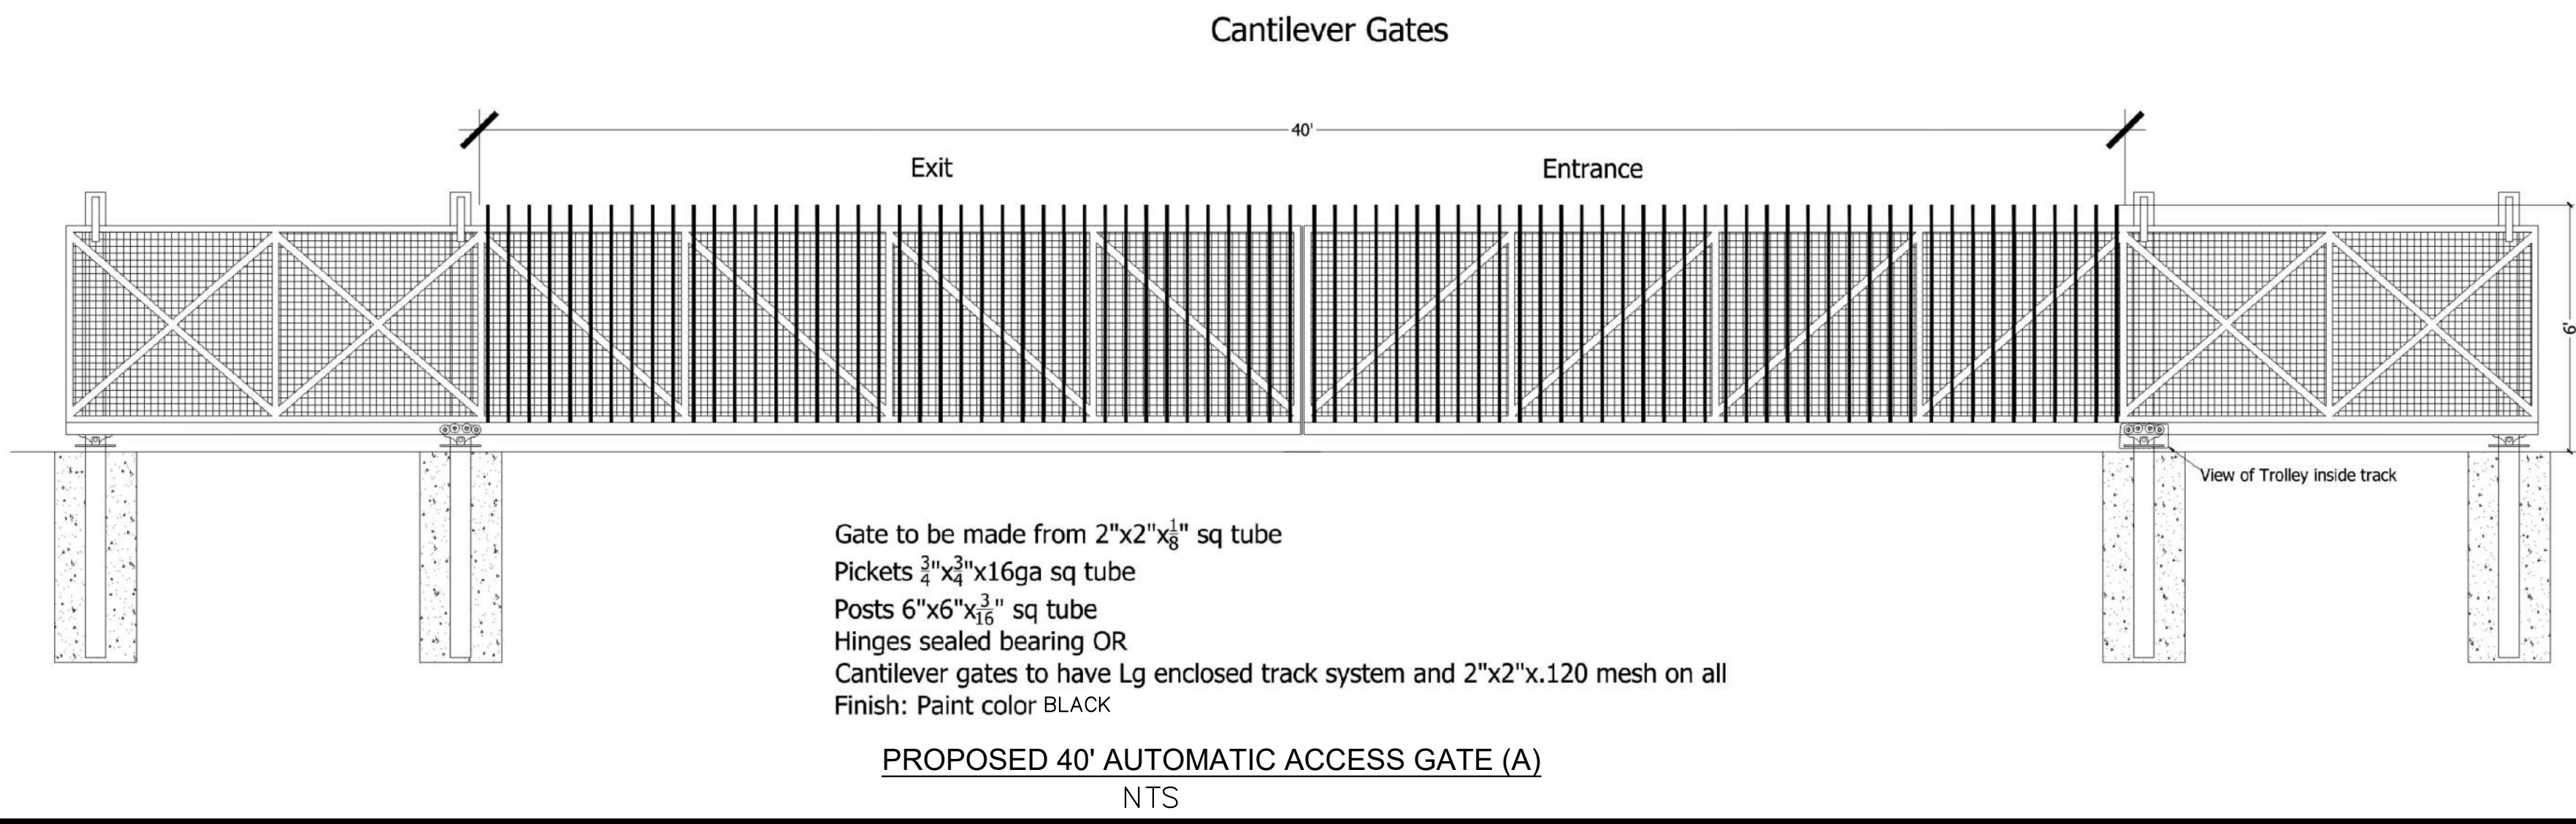 Cantilever Gates
40'
Exit
Entrance
6'
View of Trolley inside track
Gate to be made from 2"x2"x1/8" sq tube
Pickets 3/4"x3/4"x16ga sq tube
Posts 6"x6"x3/16" sq tube
Hinges sealed bearing OR
Cantilever gates to have Lg enclosed track system and 2"x2"x.120 mesh on all
Finish: Paint color BLACK
PROPOSED 40' AUTOMATIC ACCESS GATE (A)
NTS